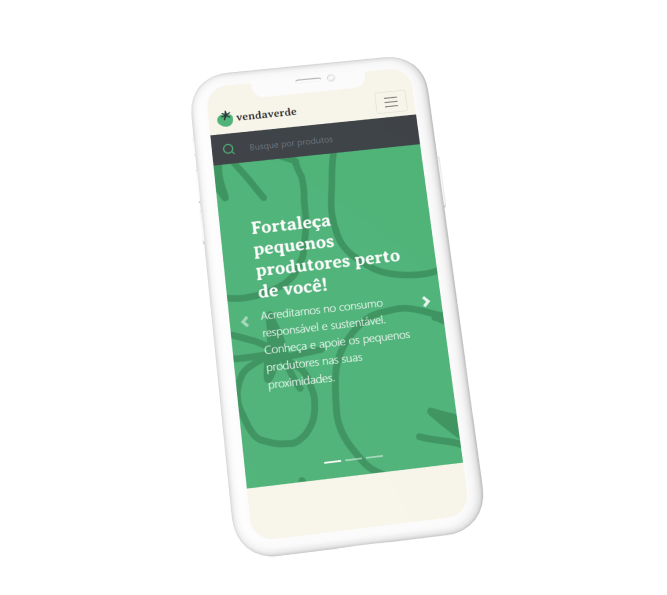 vendaverde
Busque por produtos
Fortaleça
pequenos
produtores perto
de você!
Acreditamos no consumo
responsável e sustentável.
Conheça e apoie os pequenos
produtores nas suas
proximidades.